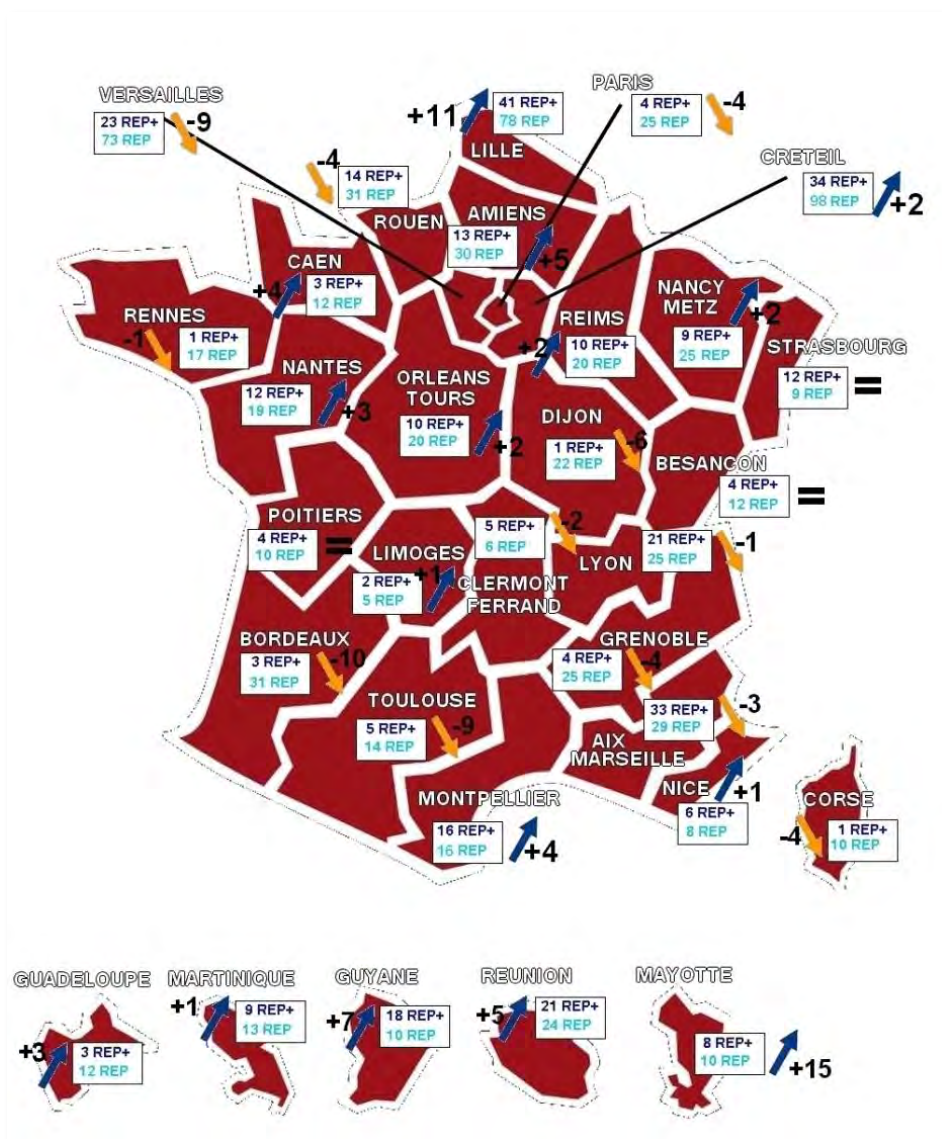 VERSAILLES
23 REP+
73 REP
-9
+11
41 REP+
78 REP
LILLE
PARIS
4 REP+
25 REP
-4
CRETEIL
34 REP+
98 REP
+2
-4
14 REP+
31 REP
ROUEN
AMIENS
13 REP+
30 REP
+5
CAEN
+4
3 REP+
12 REP
RENNES
-1
1 REP+
17 REP
NANTES
12 REP+
19 REP
+3
ORLEANS
TOURS
10 REP+
20 REP
+2
REIMS
+2
10 REP+
20 REP
NANCY
METZ
9 REP+
25 REP
+2
STRASBOURG
12 REP+
9 REP
=
DIJON
1 REP+
22 REP
-6
BESANCON
4 REP+
12 REP
=
POITIERS
4 REP+
10 REP
=
LIMOGES
2 REP+
5 REP
+1
5 REP+
6 REP
-2
CLERMONT
FERRAND
LYON
21 REP+
25 REP
-1
BORDEAUX
3 REP+
31 REP
-10
GRENOBLE
4 REP+
25 REP
-4
TOULOUSE
5 REP+
14 REP
-9
33 REP+
29 REP
-3
AIX
MARSEILLE
NICE
6 REP+
8 REP
+1
MONTPELLIER
16 REP+
16 REP
+4
CORSE
-4
1 REP+
10 REP
GUADELOUPE
+3
3 REP+
12 REP
MARTINIQUE
+1
9 REP+
13 REP
GUYANE
+7
18 REP+
10 REP
REUNION
+5
21 REP+
24 REP
MAYOTTE
8 REP+
10 REP
+15